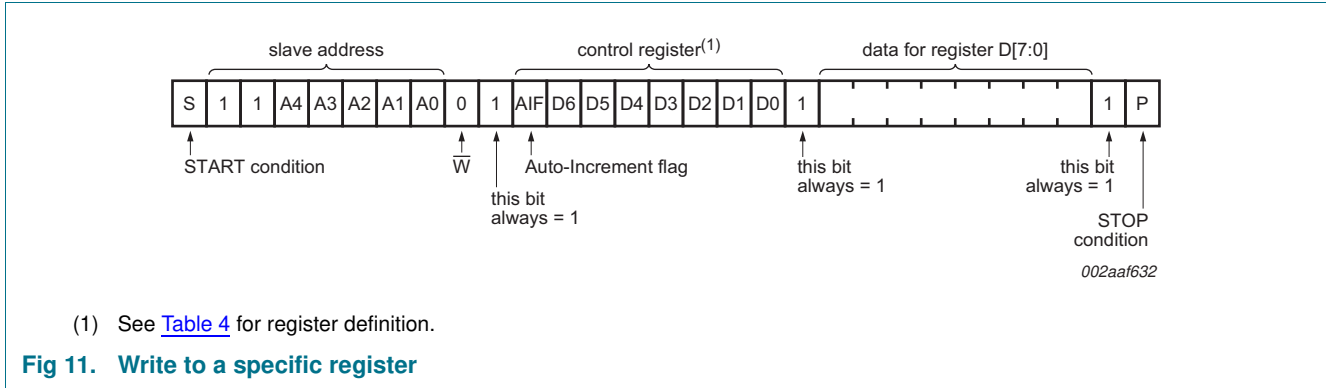 slave address control register(1) data for register D[7:0]
S 1 1 A4 A3 A2 A1 A0 0 1 AIF D6 D5 D4 D3 D2 D1 D0 1 1 P
START condition W Auto-Increment flag this bit always = 1 this bit always = 1
this bit
always = 1
STOP
condition
002aaf632
(1) See Table 4 for register definition.
Fig 11. Write to a specific register